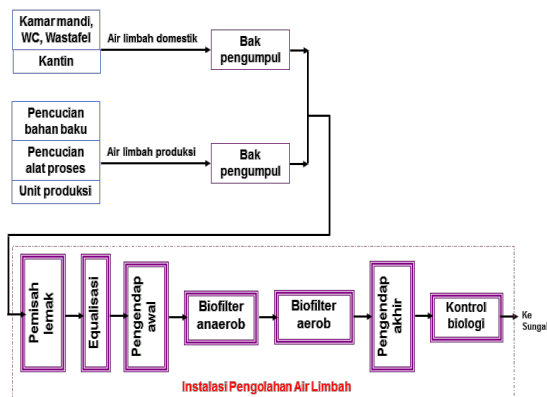 Kamar mandi,
WC, Wastafel
Kantin
Air limbah domestik
Bak
pengumpul
Pencucian
bahan baku
Pencucian
alat proses
Unit produksi
Air limbah produksi
Bak
pengumpul
Pemisah
lemak
Equalisasi
Pengendap
awal
Biofilter
anaerob
Biofilter
aerob
Pengendap
akhir
Kontrol
biologi
Ke
Sungai
Instalasi Pengolahan Air Limbah